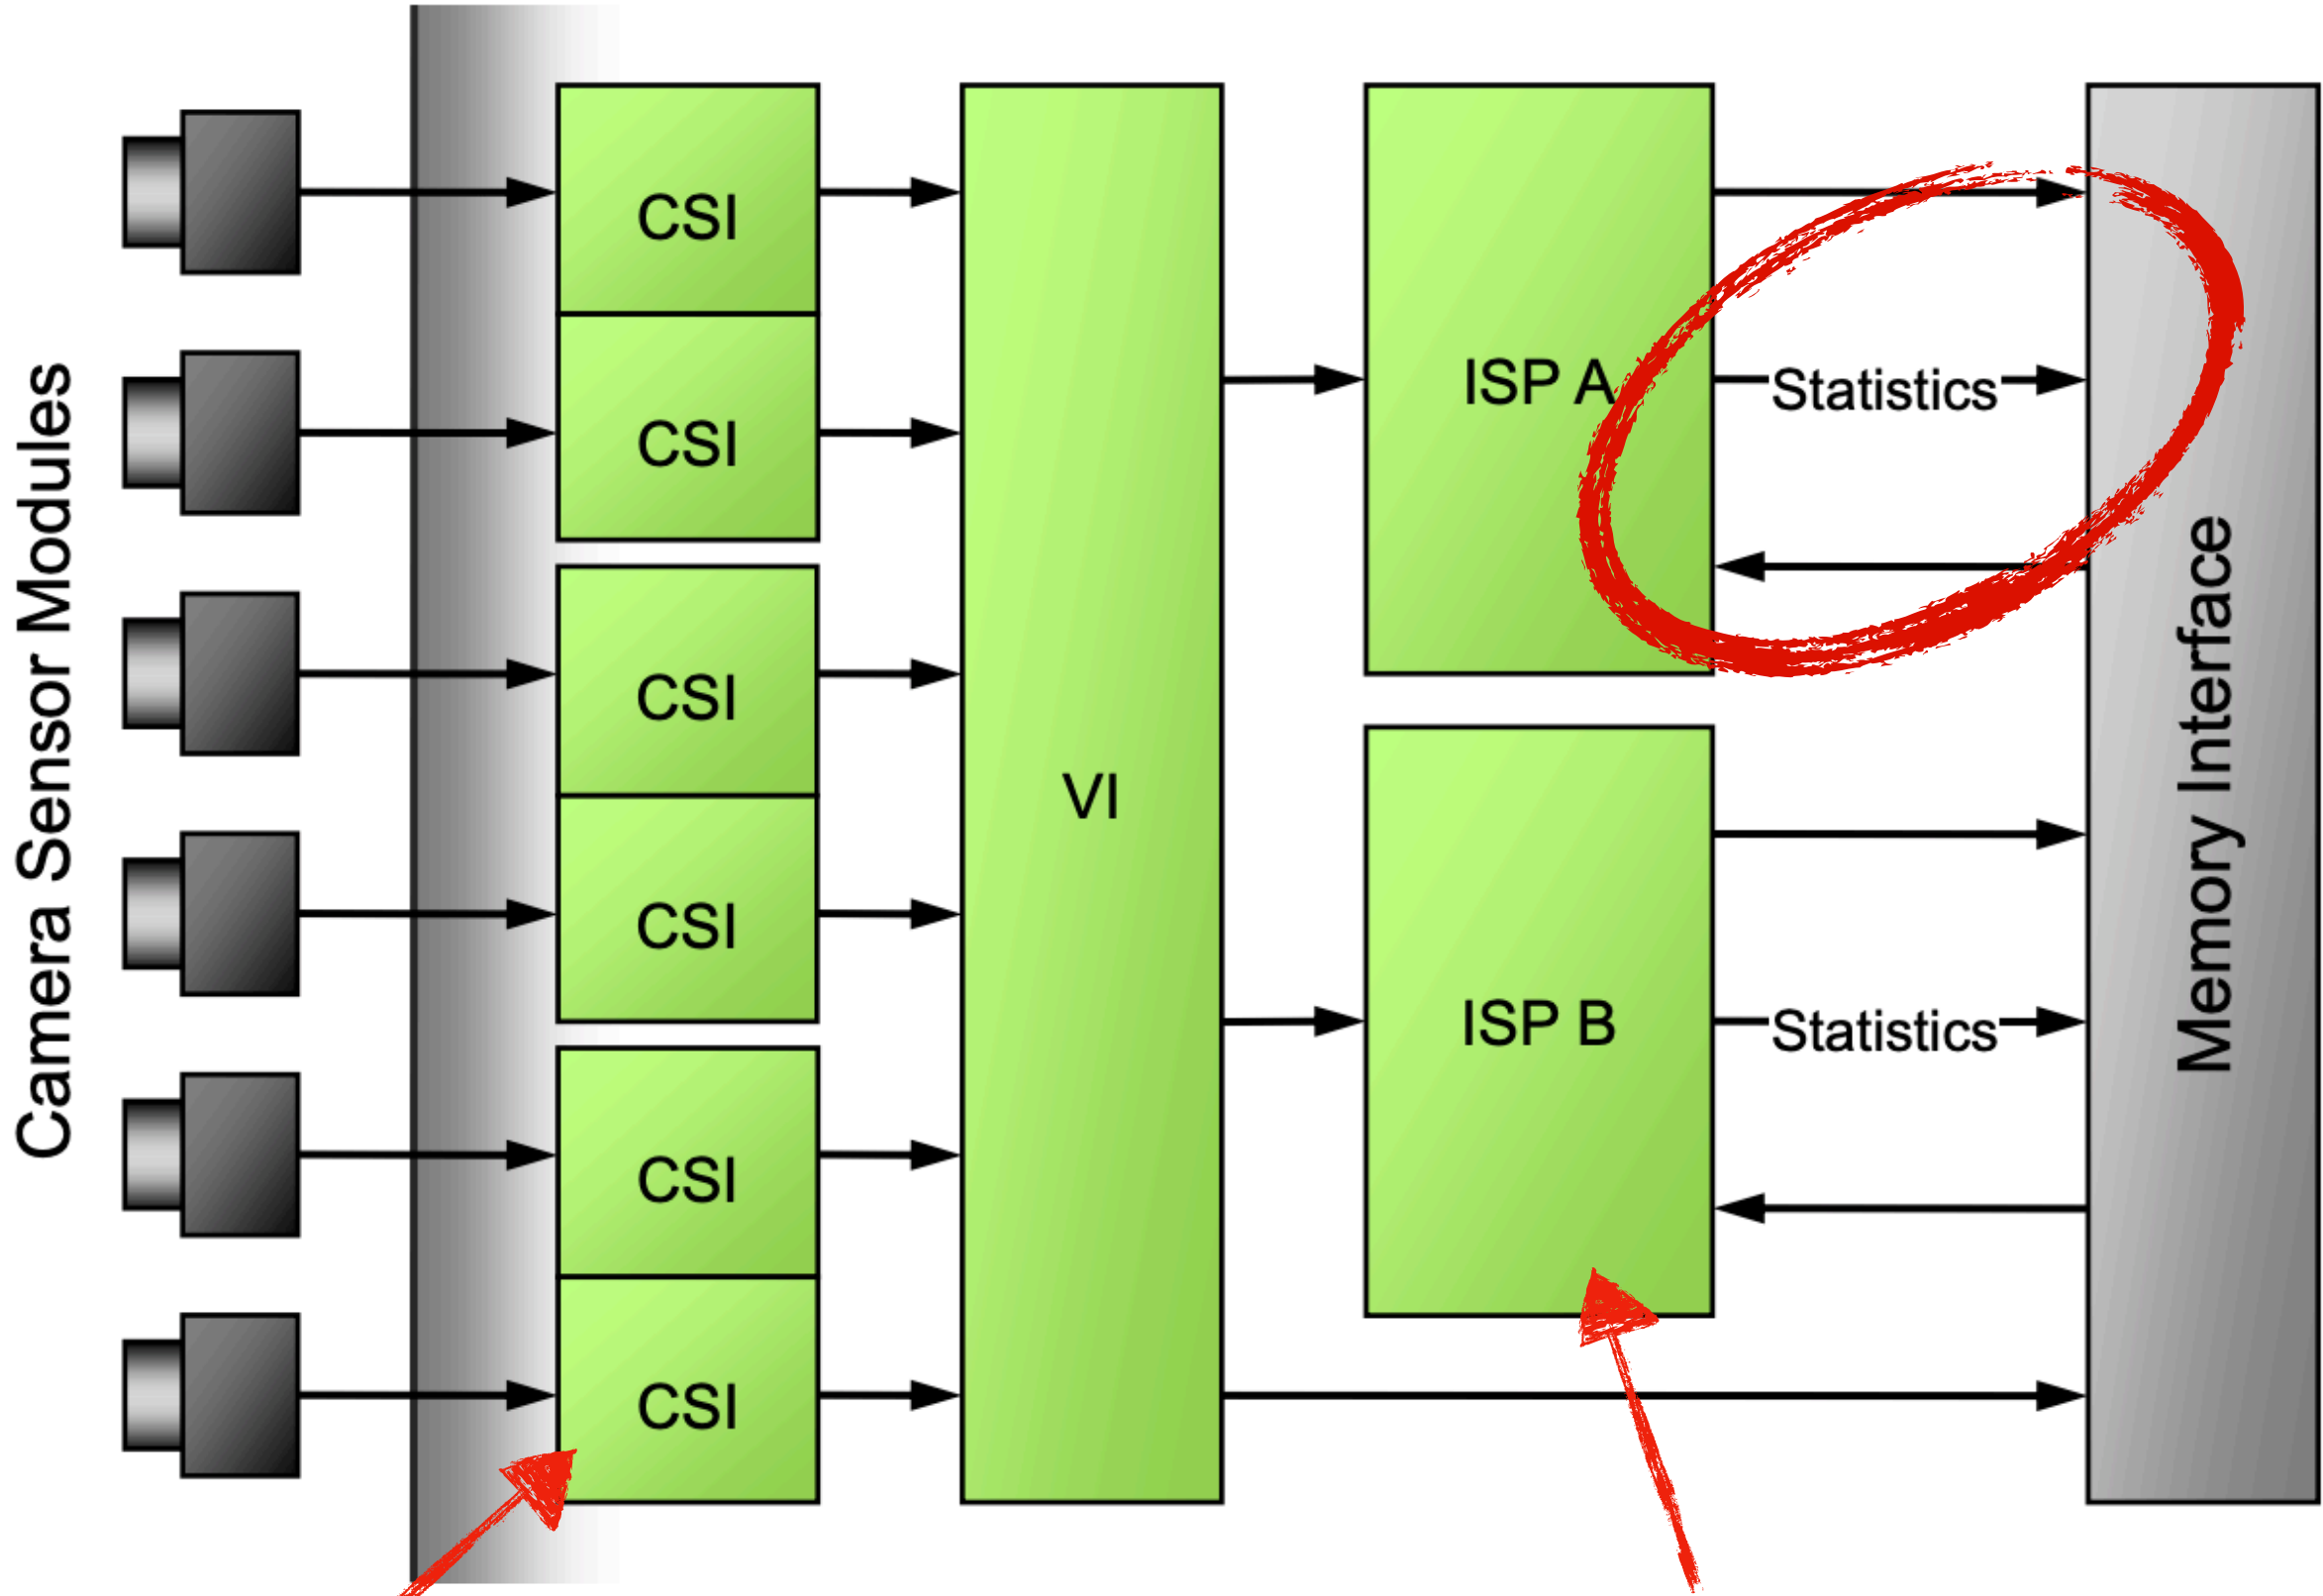 Camera Sensor Modules
CSI
CSI
CSI
CSI
CSI
CSI
VI
ISP A
Statistics
ISP B
Statistics
Memory Interface